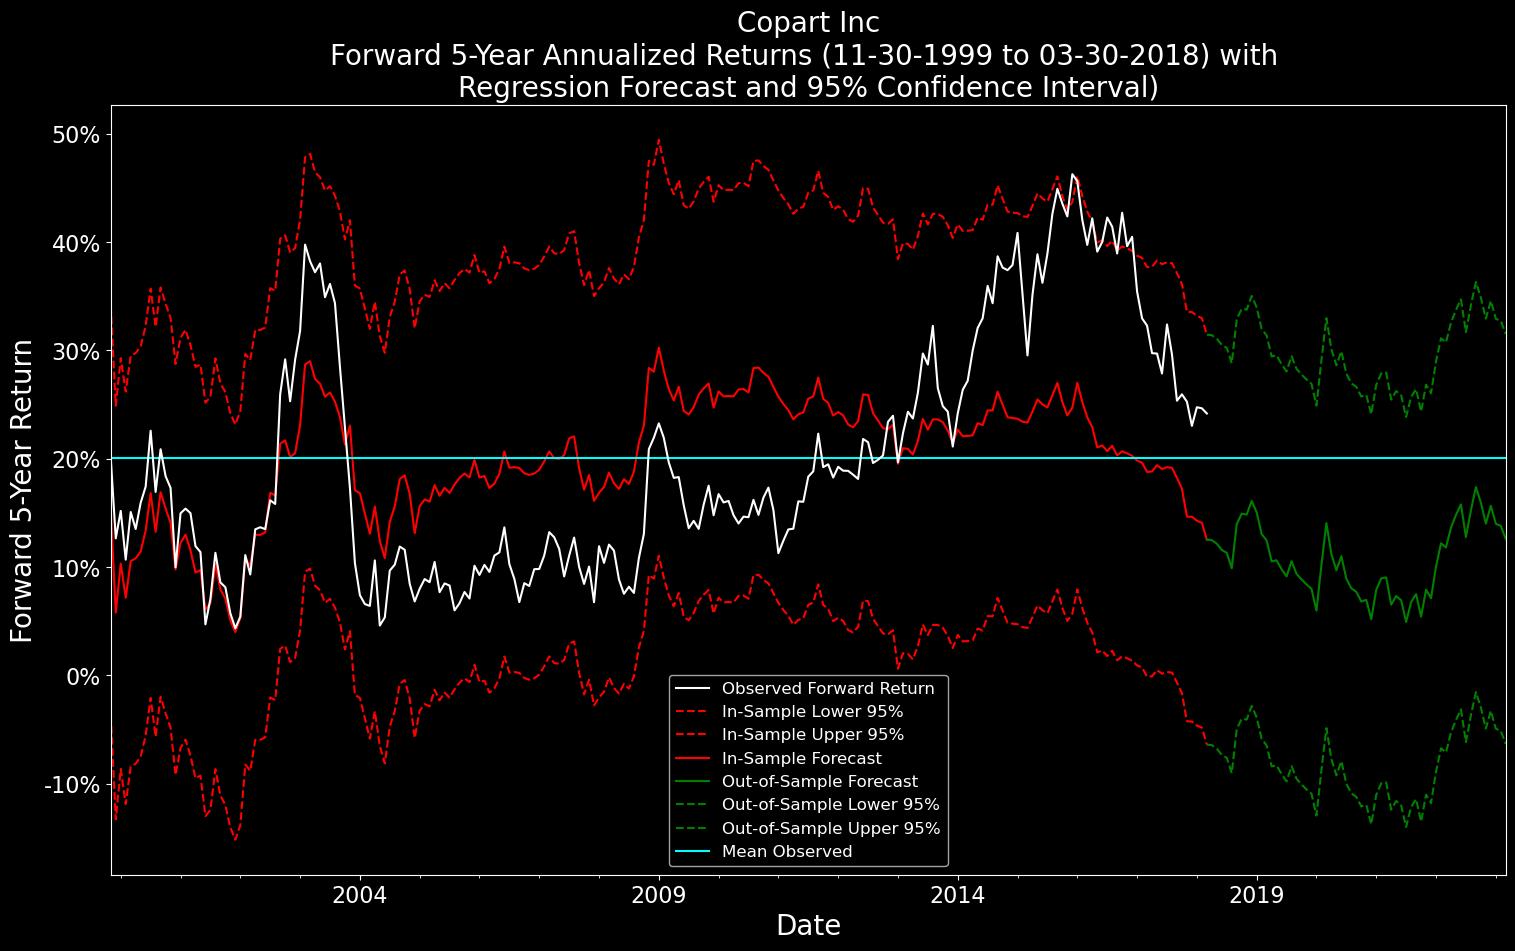 Copart Inc
Forward 5-Year Annualized Returns (11-30-1999 to 03-30-2018) with
Regression Forecast and 95% Confidence Interval)
50%
40%
30%
20%
10%
0%
-10%
Forward 5-Year Return
Observed Forward Return
In-Sample Lower 95%
In-Sample Upper 95%
In-Sample Forecast
Out-of-Sample Forecast
Out-of-Sample Lower 95%
Out-of-Sample Upper 95%
Mean Observed
2004 2009 2014 2019
Date